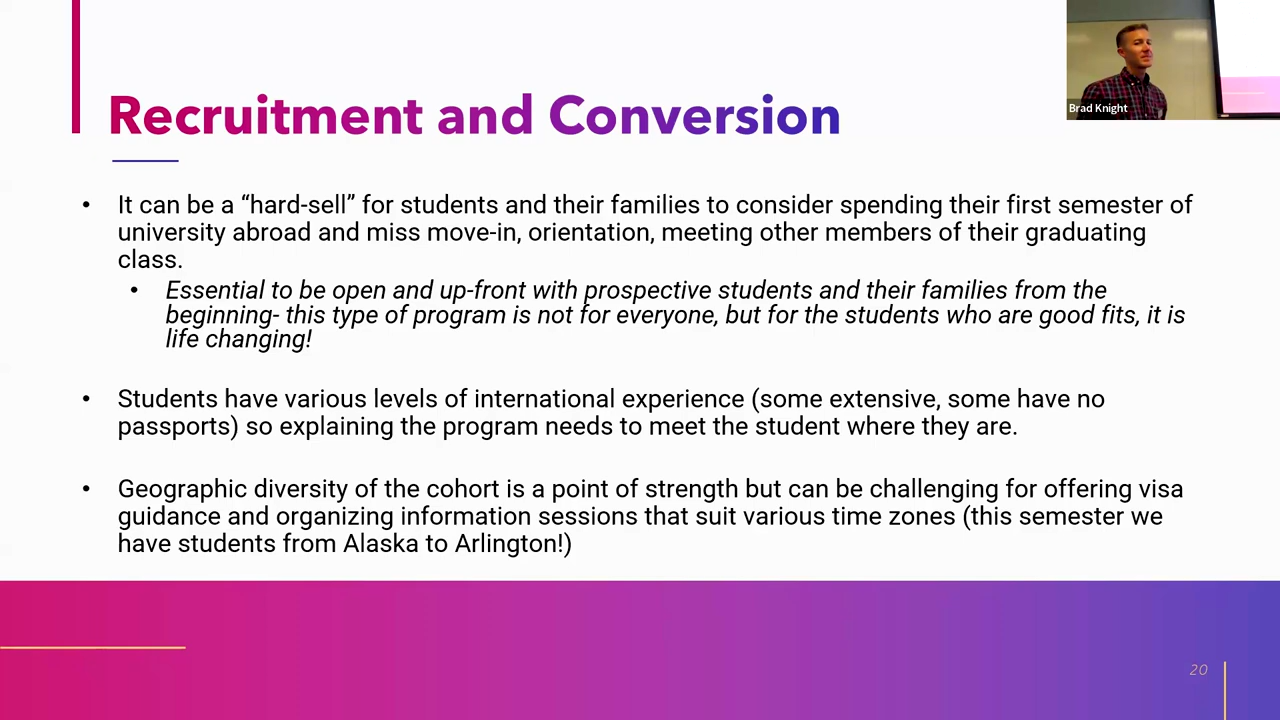 Recruitment and Conversion
Brad Knight
• It can be a “hard-sell” for students and their families to consider spending their first semester of
university abroad and miss move-in, orientation, meeting other members of their graduating
class.
• Essential to be open and up-front with prospective students and their families from the
beginning- this type of program is not for everyone, but for the students who are good fits, it is
life changing!
• Students have various levels of international experience (some extensive, some have no
passports) so explaining the program needs to meet the student where they are.
• Geographic diversity of the cohort is a point of strength but can be challenging for offering visa
guidance and organizing information sessions that suit various time zones (this semester we
have students from Alaska to Arlington!)
20